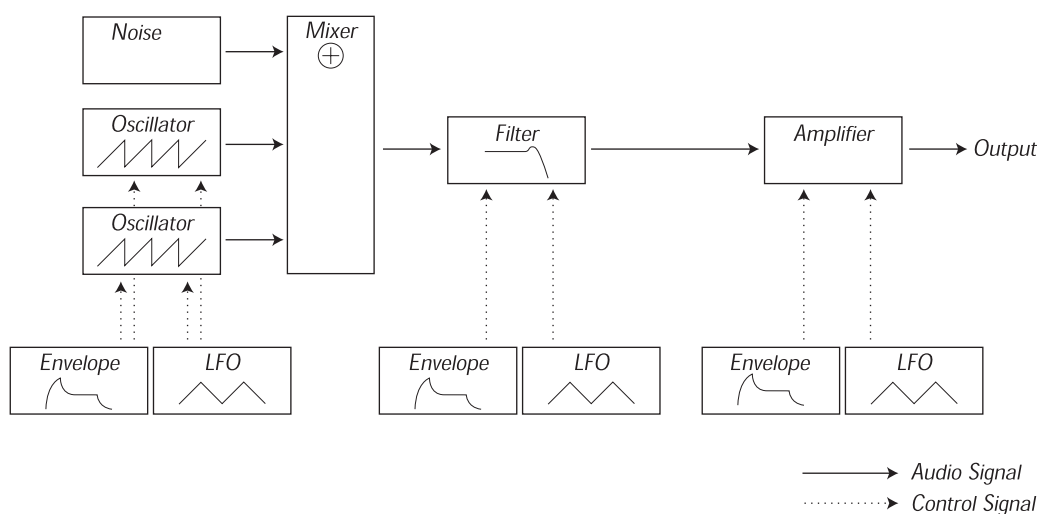 Noise
Mixer
Oscillator
Filter
Amplifier
Output
Oscillator
Envelope
LFO
Envelope
LFO
Envelope
LFO
Audio Signal
Control Signal